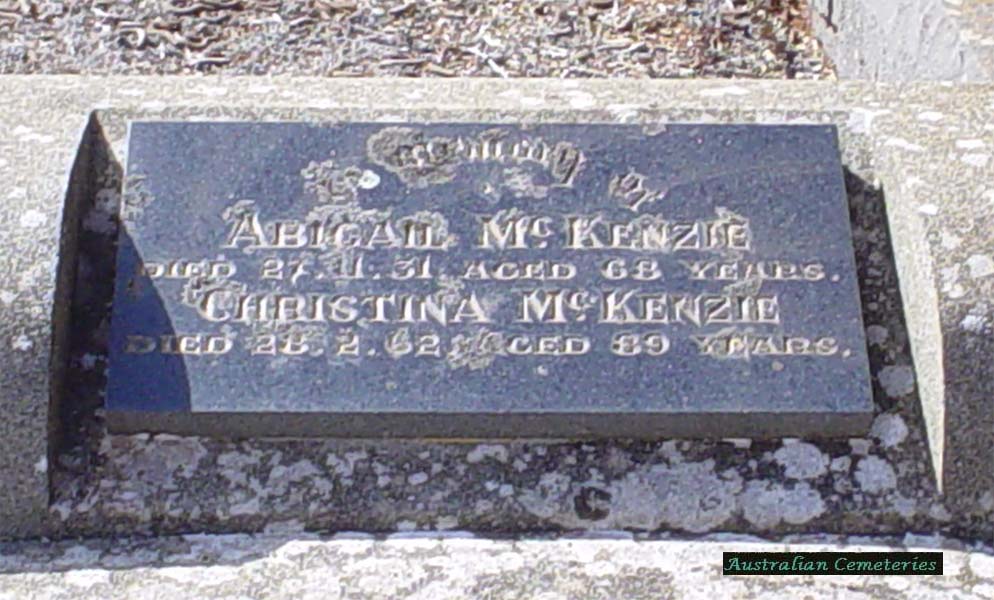 Abigail McKenzie
Died 27.11.31. Aged 68 Years.
Christina McKenzie
Died 28.2.62. Aged 89 Years.
Australian Cemeteries